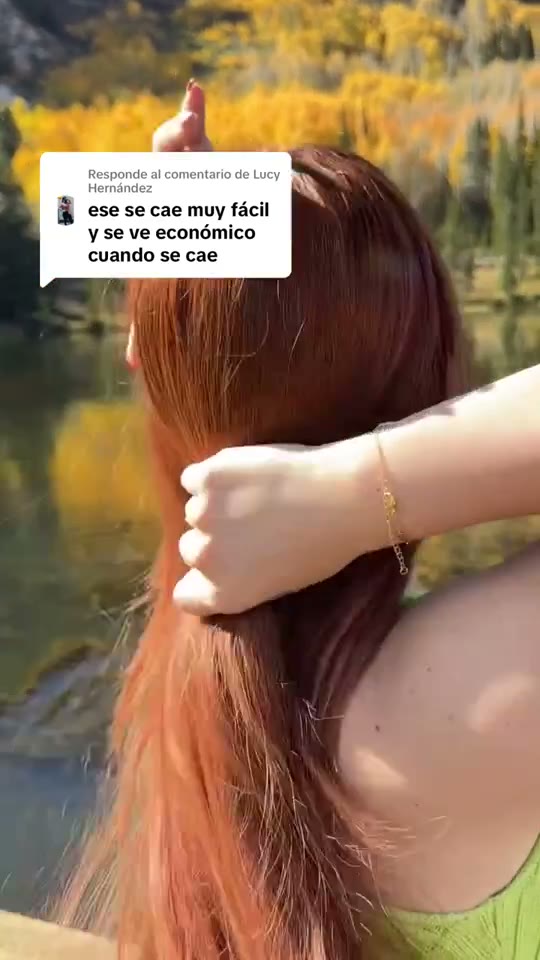 Responde al comentario de Lucy
Hernández
ese se cae muy fácil
y se ve económico
cuando se cae